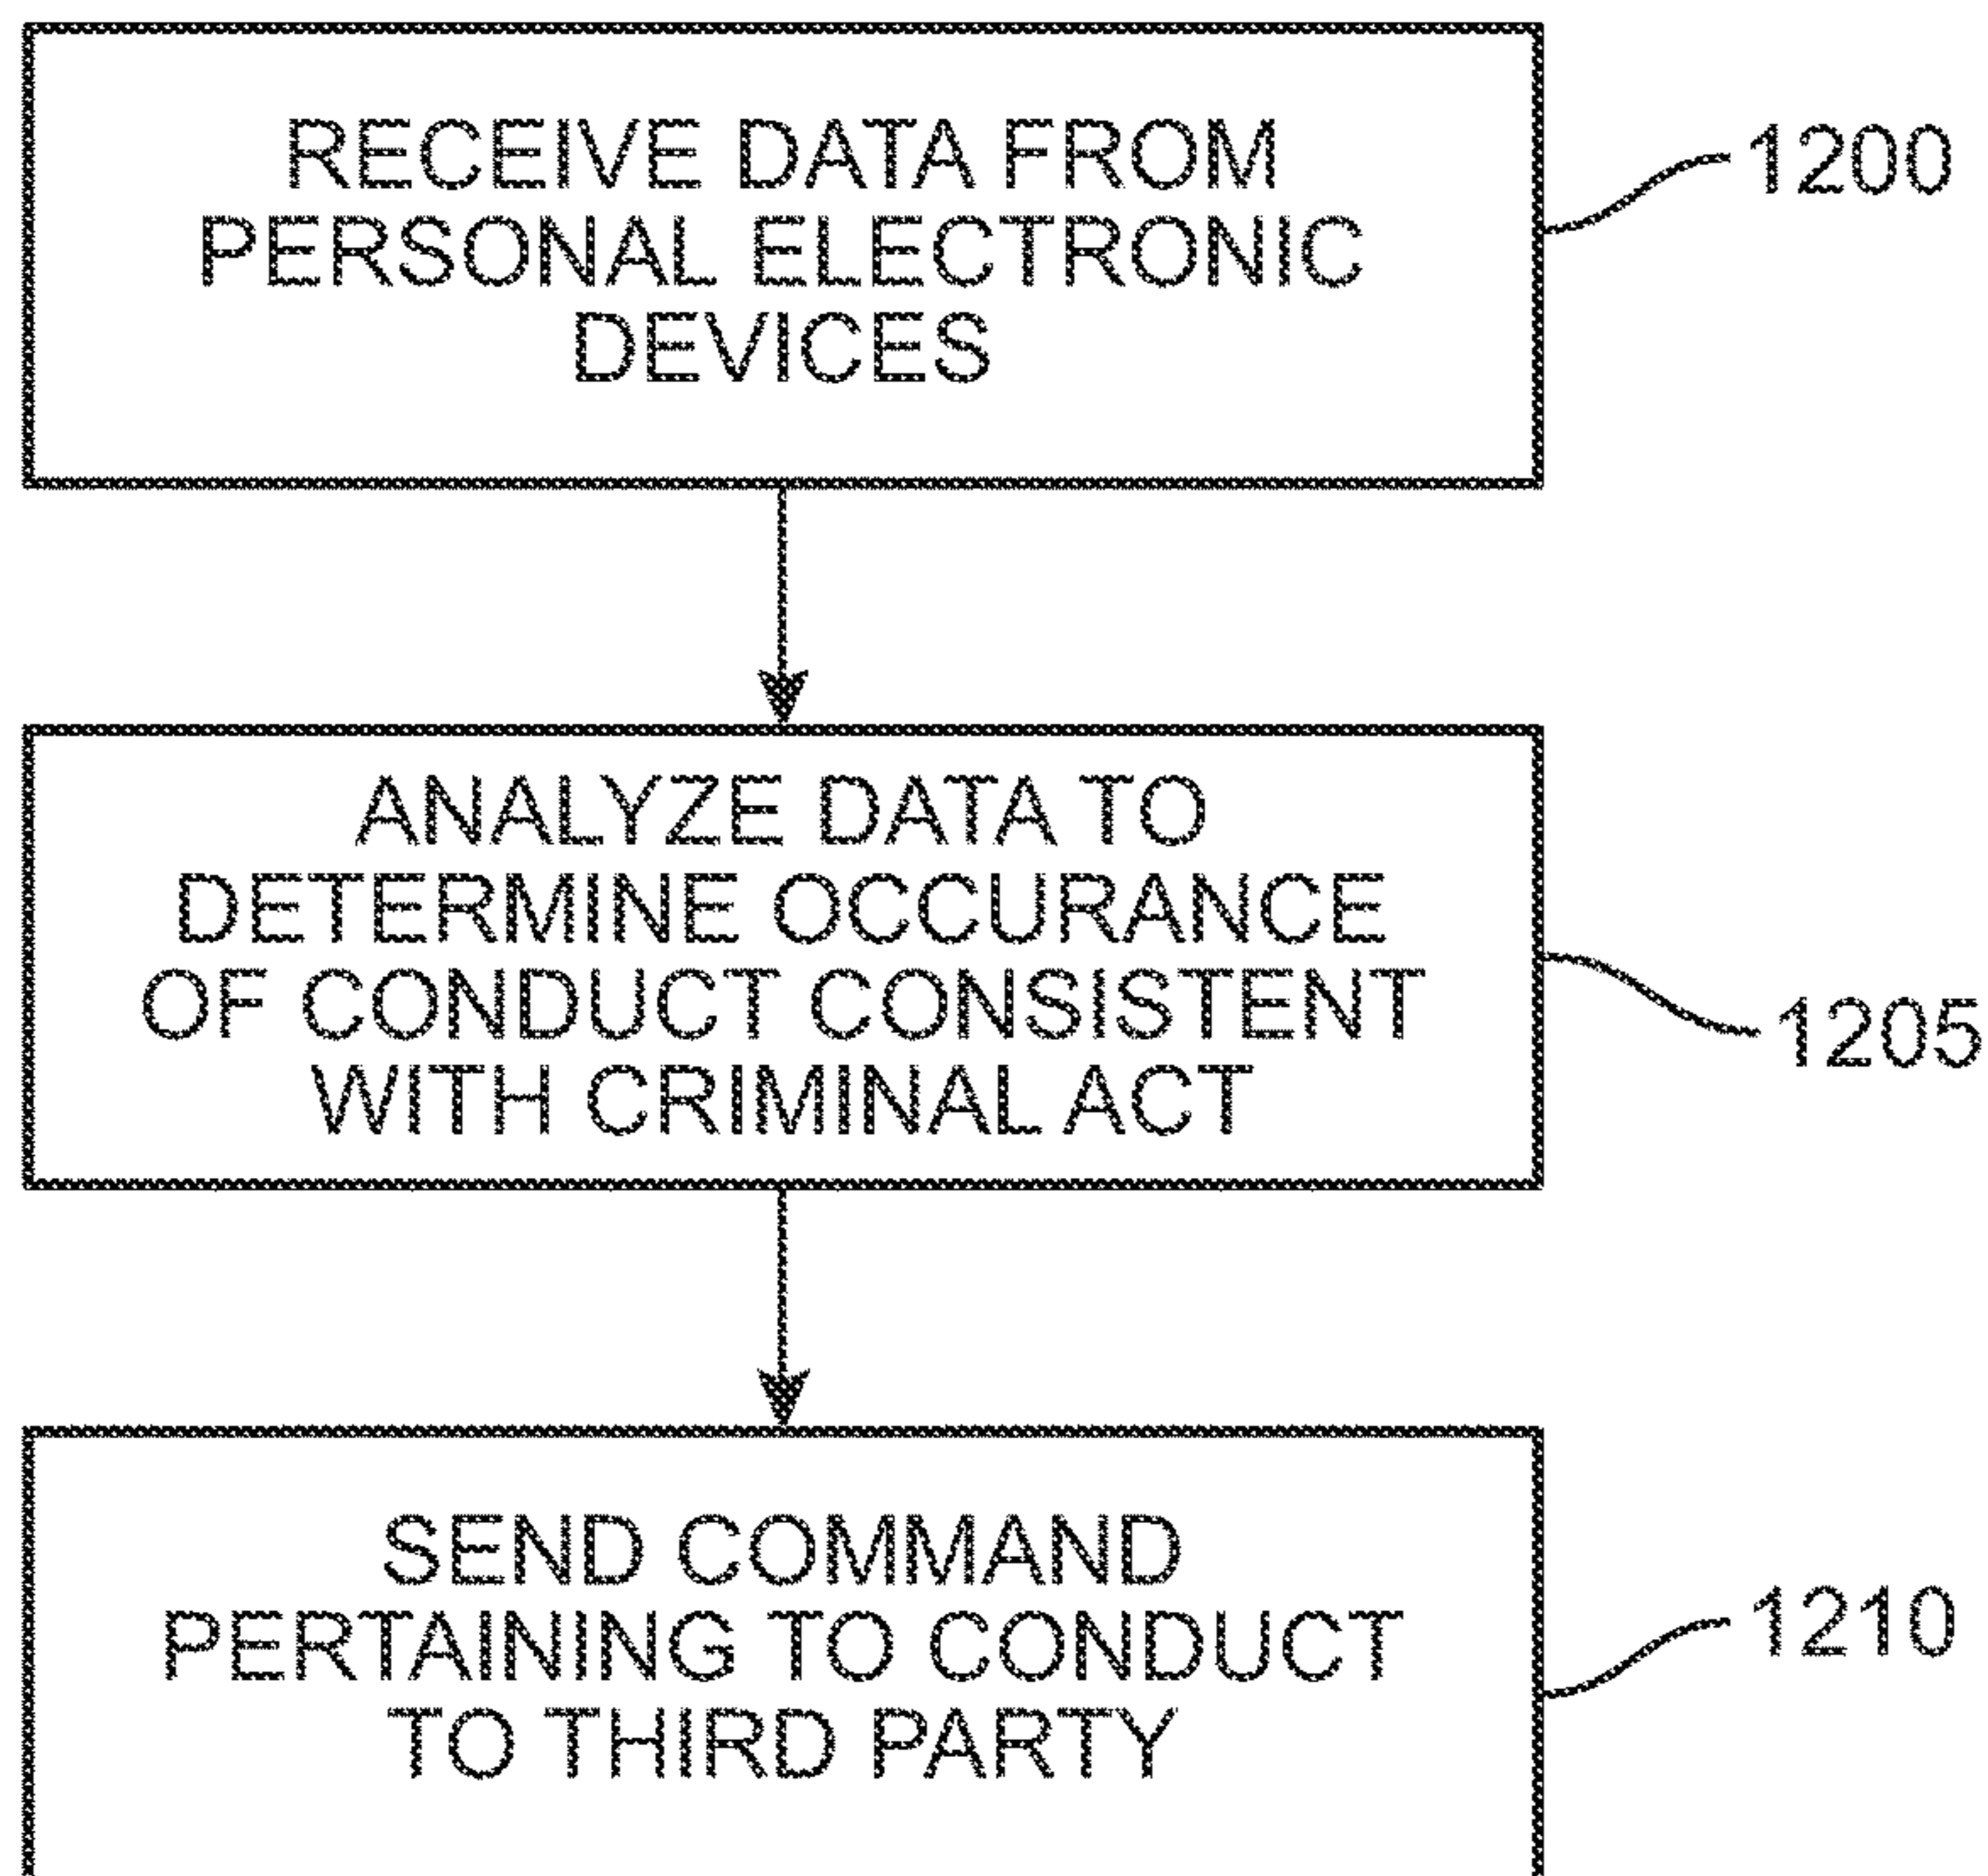 RECEIVE DATA FROM
PERSONAL ELECTRONIC
DEVICES
1200
ANALYZE DATA TO
DETERMINE OCCURANCE
OF CONDUCT CONSISTENT
WITH CRIMINAL ACT
1205
SEND COMMAND
PERTAINING TO CONDUCT
TO THIRD PARTY
1210